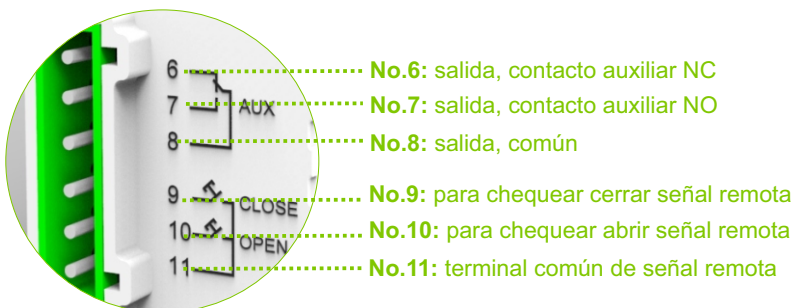 6 No.6: salida, contacto auxiliar NC
7 AUX No.7: salida, contacto auxiliar NO
8 No.8: salida, común
9 CLOSE No.9: para chequear cerrar señal remota
10 OPEN No.10: para chequear abrir señal remota
11 No.11: terminal común de señal remota